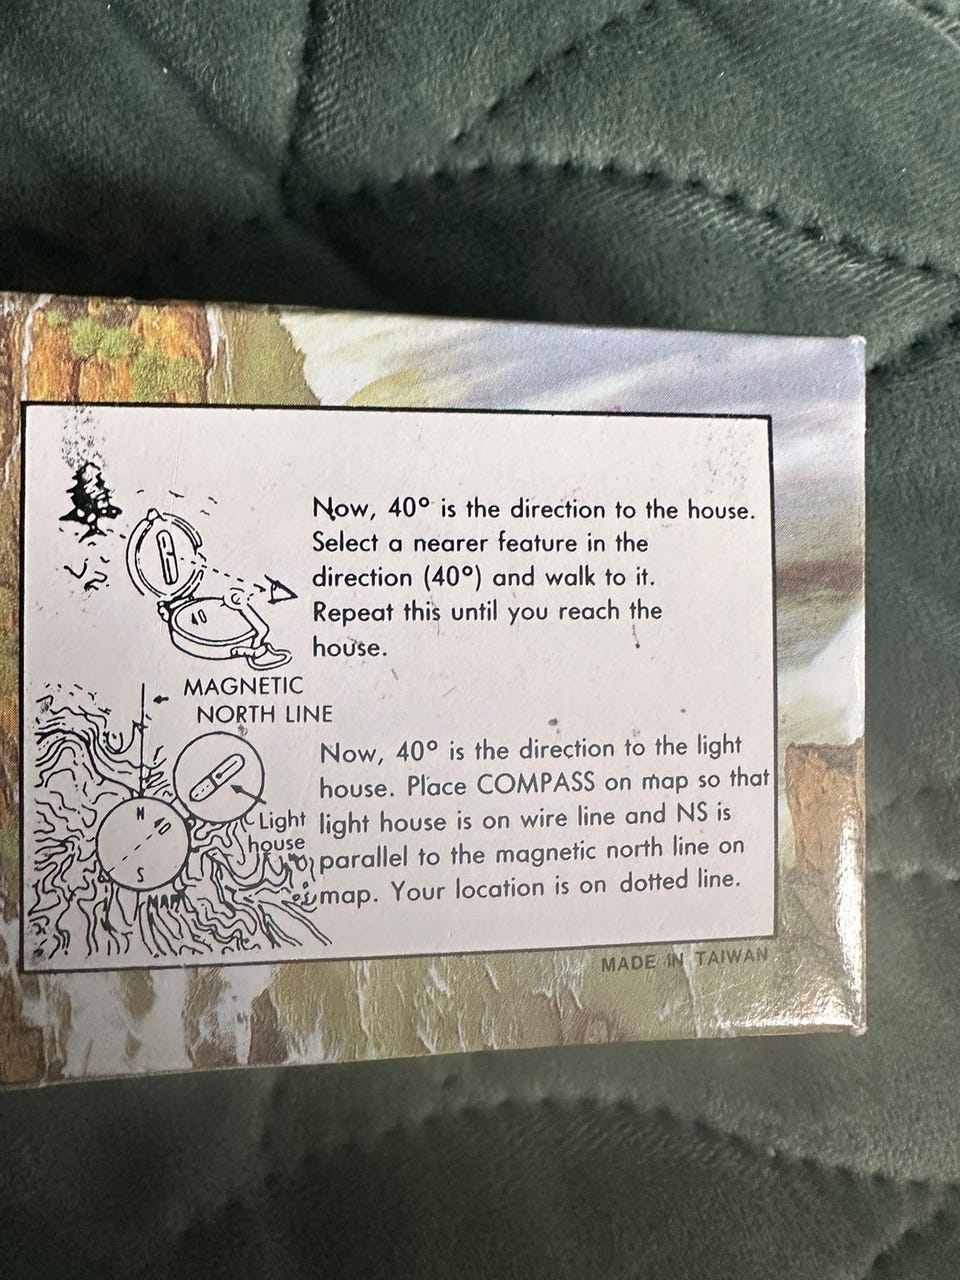 Now, 40° is the direction to the house.
Select a nearer feature in the
direction (40°) and walk to it.
Repeat this until you reach the
house.
40
MAGNETIC
NORTH LINE
Now, 40° is the direction to the light
house. Place COMPASS on map so that
light house is on wire line and NS is
parallel to the magnetic north line on
map. Your location is on dotted line.
Light
house
N 40
S
MAP
MADE IN TAIWAN